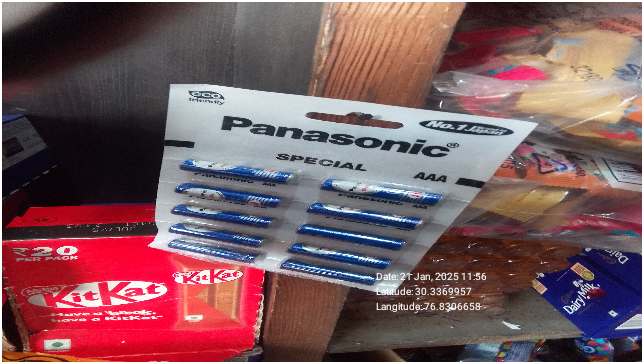 eco
friendly
No.1
Panasonic®
SPECIAL
AAA
₹20
PER PACK
KitKat
Have a break,
have a KitKat
KitKat
Dairy Milk
Date: 21 Jan, 2025 11:56
Latitude:30.3369957
Langitude:76.8306658